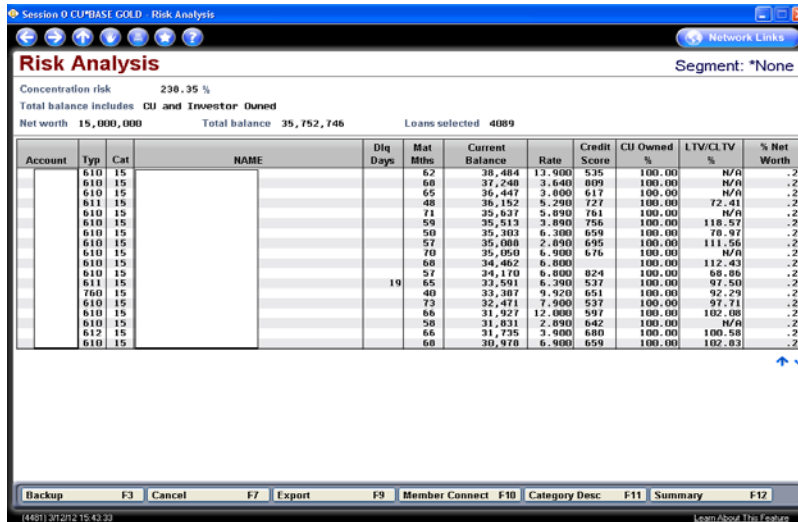 Session 0 CU*BASE GOLD - Risk Analysis
Network Links
Risk Analysis
Segment: *None
Concentration risk 238.35 %
Total balance includes CU and Investor Owned
Net worth 15,000,000 Total balance 35,752,746 Loans selected 4089
Account Typ Cat NAME Dlq Days Mat Mths Current Balance Rate Credit Score CU Owned % LTV/CLTV % % Net Worth
610 15 62 38,484 13.900 535 100.00 N/A .2
610 15 60 37,240 3.640 809 100.00 N/A .2
610 15 65 36,447 3.800 617 100.00 N/A .2
611 15 48 36,152 5.290 727 100.00 72.41 .2
610 15 71 35,637 5.890 761 100.00 N/A .2
610 15 59 35,513 3.890 756 100.00 118.57 .2
610 15 50 35,303 6.300 659 100.00 78.97 .2
610 15 57 35,088 2.890 695 100.00 111.56 .2
610 15 70 35,050 6.900 676 100.00 N/A .2
610 15 68 34,462 6.800 100.00 112.43 .2
610 15 57 34,170 6.800 824 100.00 68.86 .2
611 15 19 65 33,591 6.390 537 100.00 97.50 .2
760 15 40 33,387 9.920 651 100.00 92.29 .2
610 15 73 32,471 7.900 537 100.00 97.71 .2
610 15 66 31,927 12.000 597 100.00 102.08 .2
610 15 58 31,831 2.890 642 100.00 N/A .2
612 15 66 31,735 3.900 680 100.00 100.58 .2
610 15 60 30,970 6.900 659 100.00 102.03 .2
Backup F3 Cancel F7 Export F9 Member Connect F10 Category Desc F11 Summary F12
(4481) 3/12/12 15:43:33 Learn About This Feature